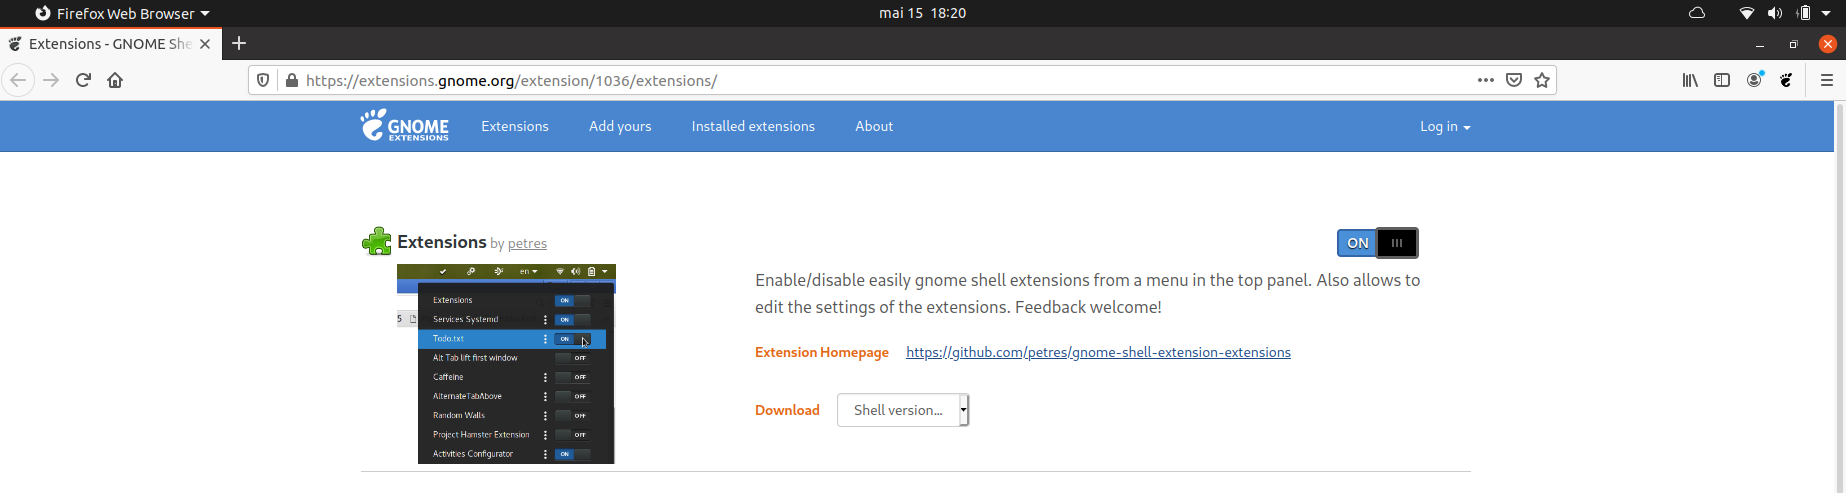 Firefox Web Browser
mai 15 18:20
Extensions - GNOME She
https://extensions.gnome.org/extension/1036/extensions/
GNOME EXTENSIONS
Extensions
Add yours
Installed extensions
About
Log in
Extensions by petres
ON
en
Extensions ON
5
Services Systemd ON
Todo.txt ON
Alt Tab lift first window OFF
Caffeine OFF
AlternateTabAbove OFF
Random Walls OFF
Project Hamster Extension OFF
Activities Configurator ON
Enable/disable easily gnome shell extensions from a menu in the top panel. Also allows to
edit the settings of the extensions. Feedback welcome!
Extension Homepage https://github.com/petres/gnome-shell-extension-extensions
Download Shell version...